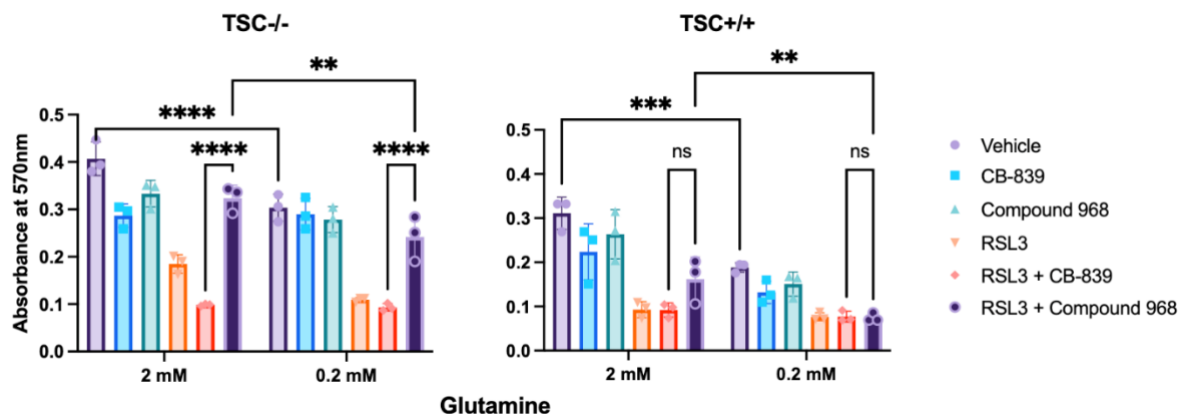 TSC-/-
TSC+/+
**
**
****
***
****
****
ns
ns
Absorbance at 570nm
0.5
0.4
0.3
0.2
0.1
0.0
2 mM
0.2 mM
0.5
0.4
0.3
0.2
0.1
0.0
2 mM
0.2 mM
Glutamine
Vehicle
CB-839
Compound 968
RSL3
RSL3 + CB-839
RSL3 + Compound 968